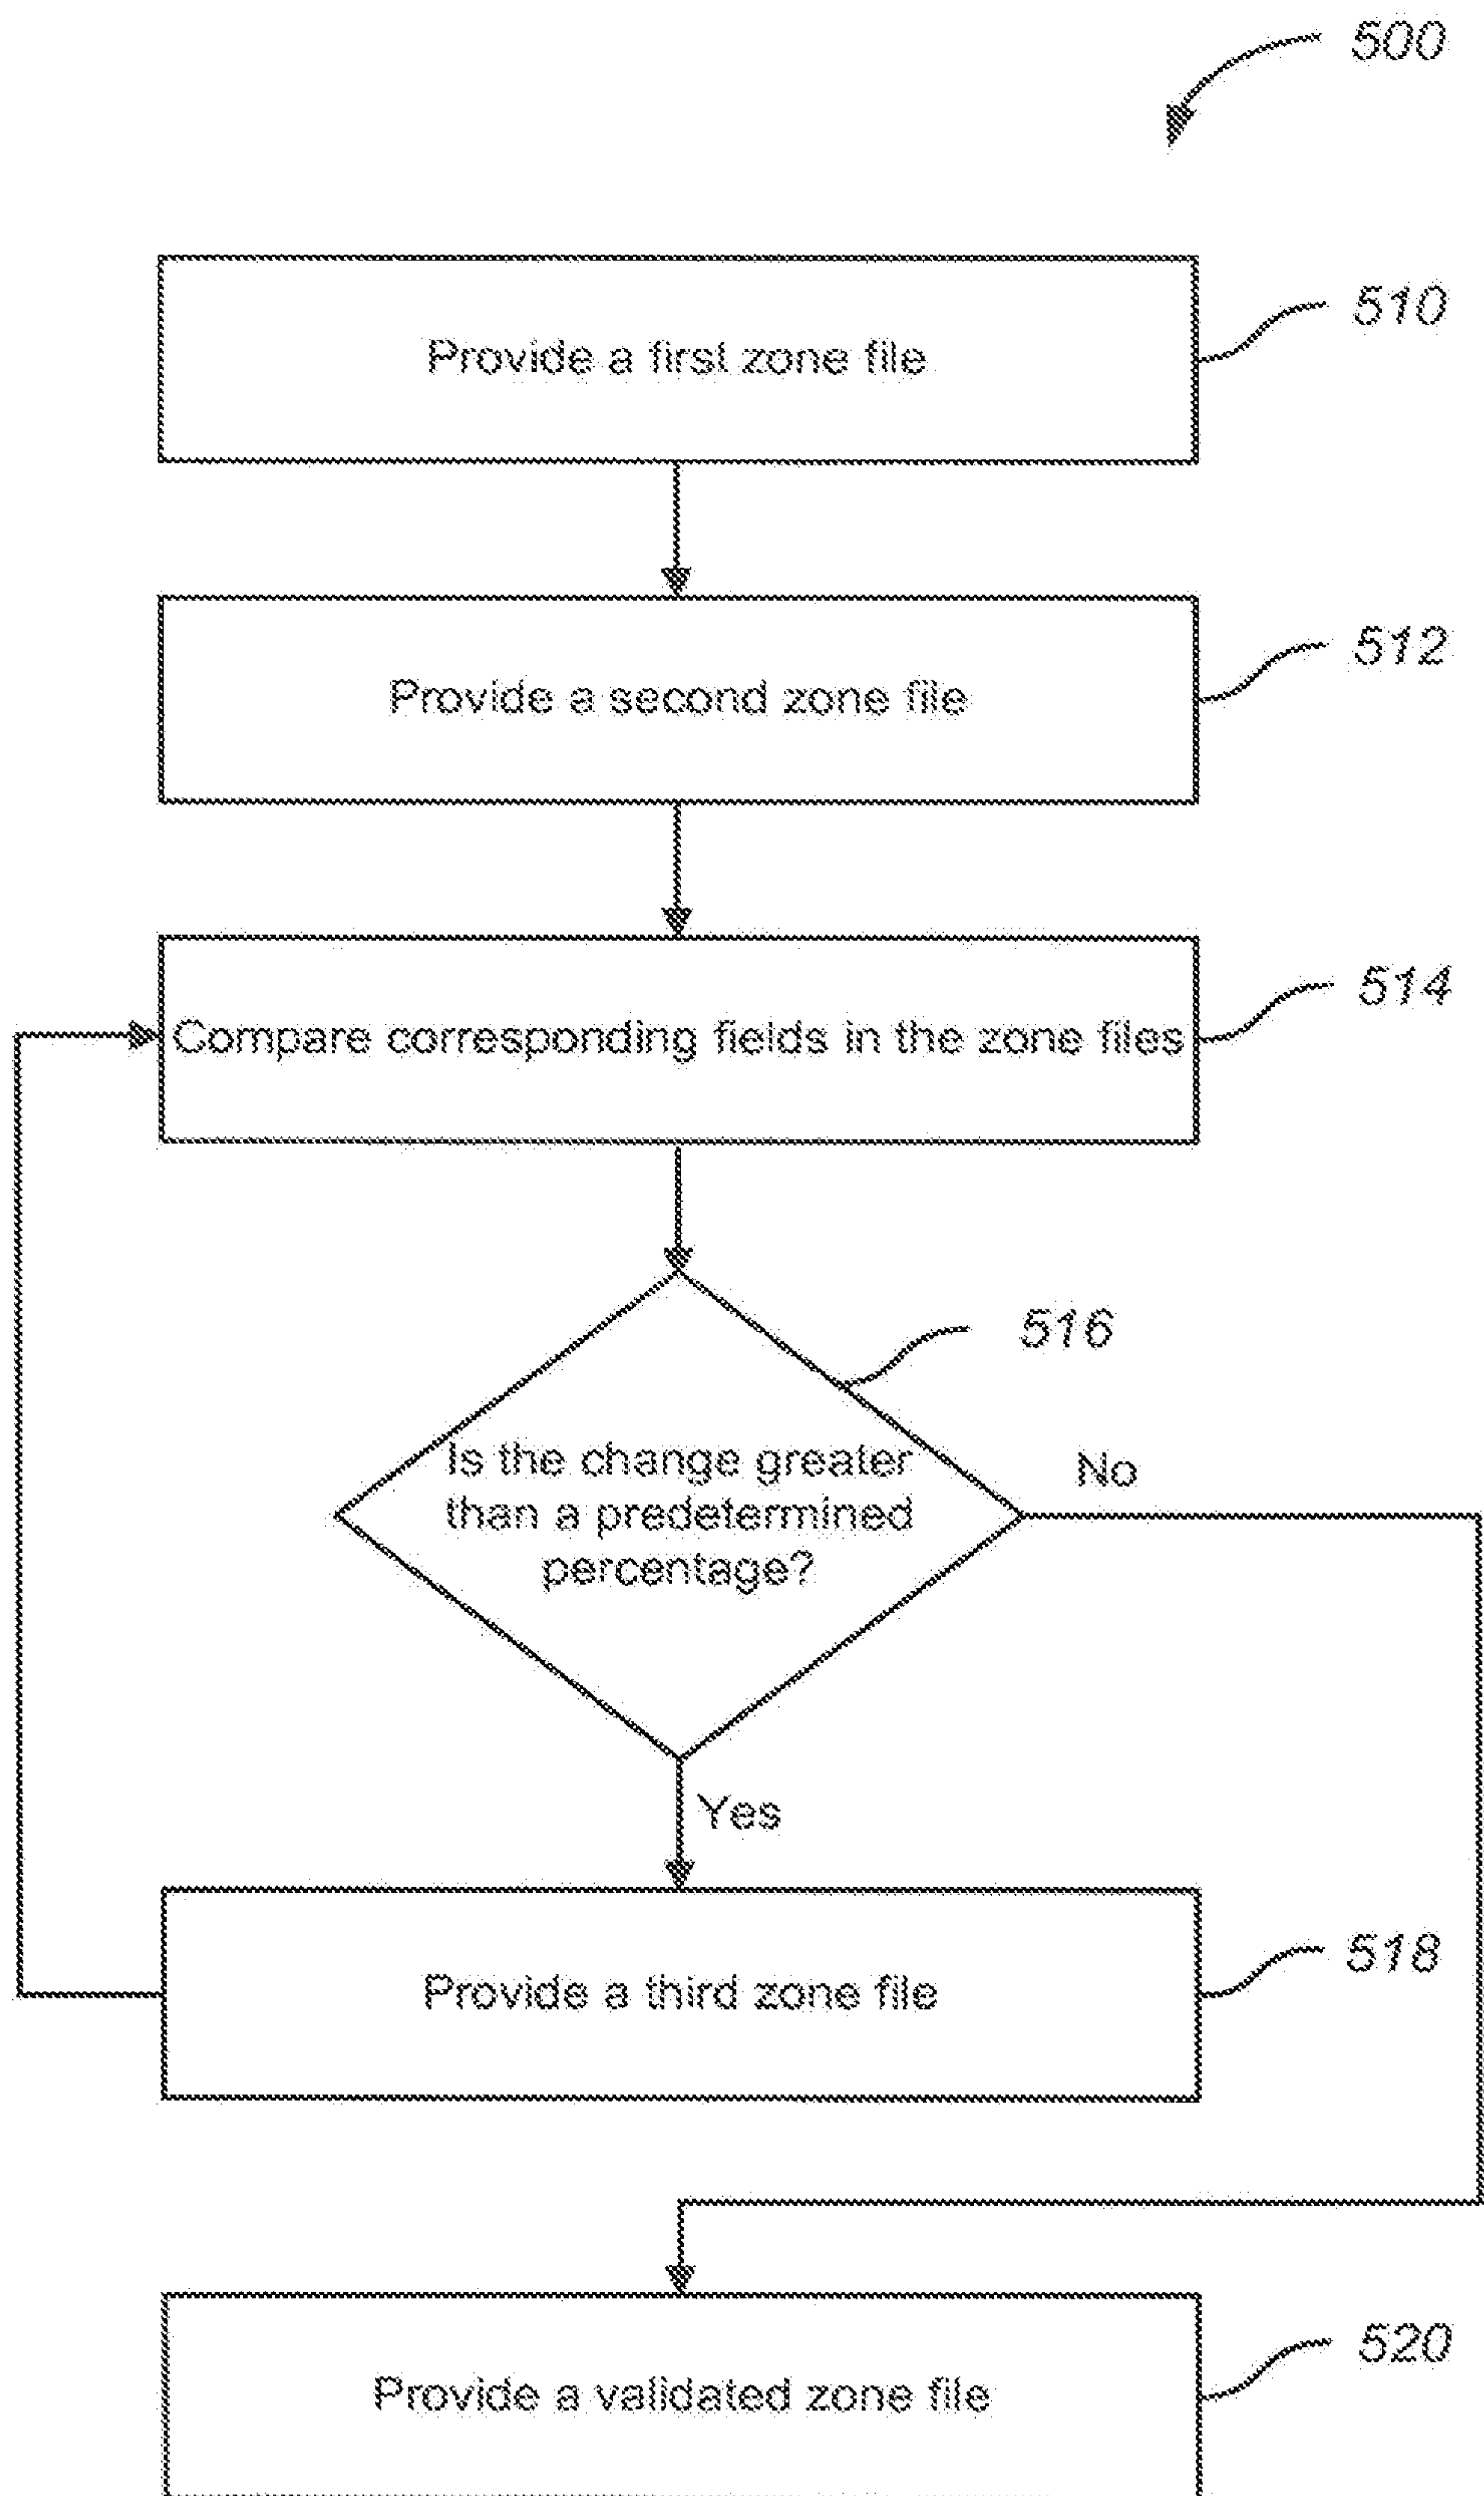 500
Provide a first zone file
510
Provide a second zone file
512
Compare corresponding fields in the zone files
514
516
Is the change greater
than a predetermined
percentage?
No
Yes
Provide a third zone file
518
Provide a validated zone file
520